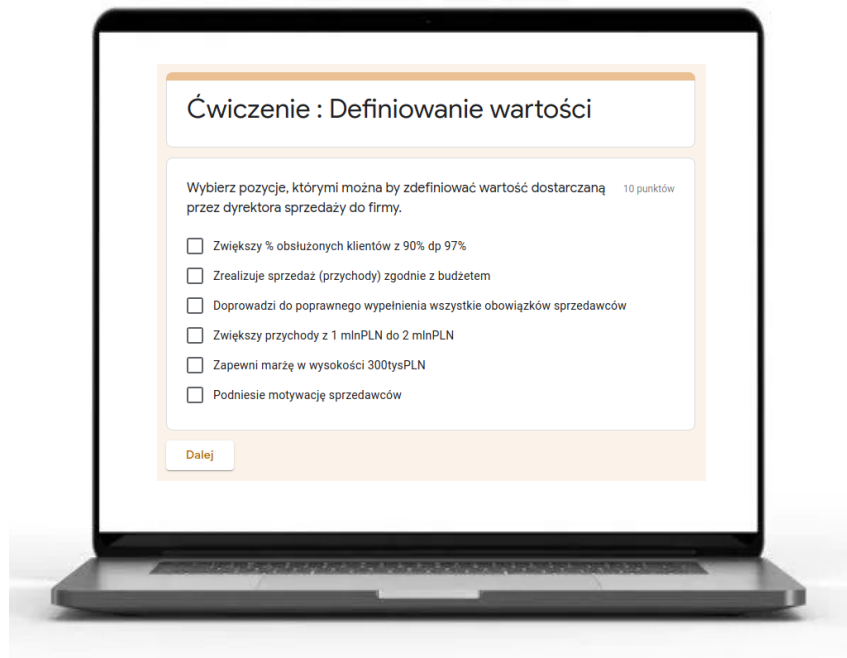 Ćwiczenie : Definiowanie wartości
Wybierz pozycje, którymi można by zdefiniować wartość dostarczaną
10 punktów
przez dyrektora sprzedaży do firmy.
Zwiększy % obsłużonych klientów z 90% dp 97%
Zrealizuje sprzedaż (przychody) zgodnie z budżetem
Doprowadzi do poprawnego wypełnienia wszystkie obowiązków sprzedawców
Zwiększy przychody z 1 mlnPLN do 2 mlnPLN
Zapewni marżę w wysokości 300tysPLN
Podniesie motywację sprzedawców
Dalej